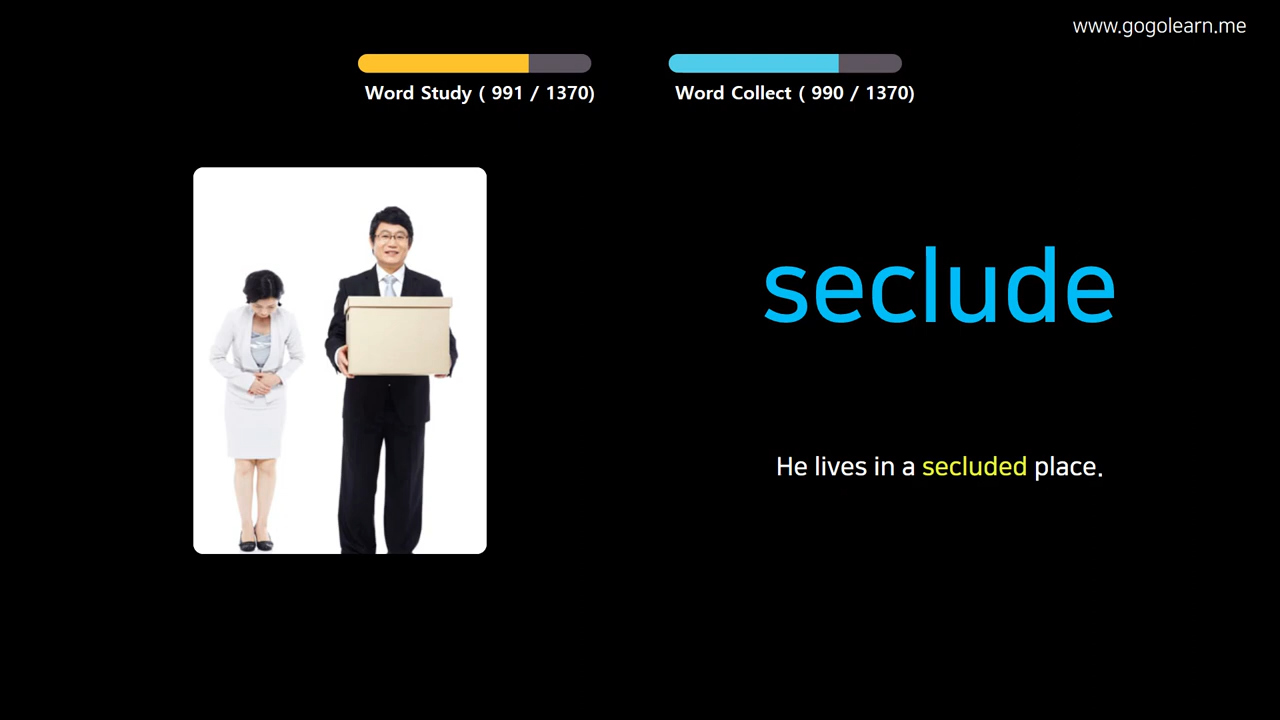 www.gogolearn.me
Word Study ( 991 / 1370)
Word Collect ( 990 / 1370)
seclude
He lives in a secluded place.